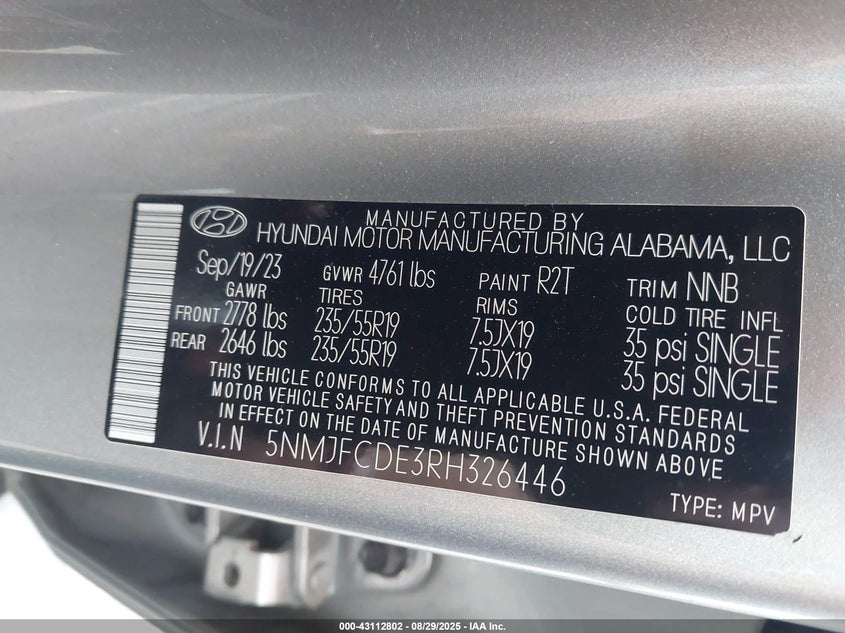 MANUFACTURED BY
HYUNDAI MOTOR MANUFACTURING ALABAMA, LLC
Sep/19/23 GVWR 4761 lbs PAINT R2T TRIM NNB
GAWR TIRES RIMS COLD TIRE INFL
FRONT 2778 lbs 235/55R19 7.5JX19 35 psi SINGLE
REAR 2646 lbs 235/55R19 7.5JX19 35 psi SINGLE
THIS VEHICLE CONFORMS TO ALL APPLICABLE U.S.A. FEDERAL
MOTOR VEHICLE SAFETY AND THEFT PREVENTION STANDARDS
IN EFFECT ON THE DATE OF MANUFACTURE SHOWN ABOVE
V.I.N 5NMJFCDE3RH326446
TYPE: MPV
000-43112802 - 08/29/2025 - IAA Inc.